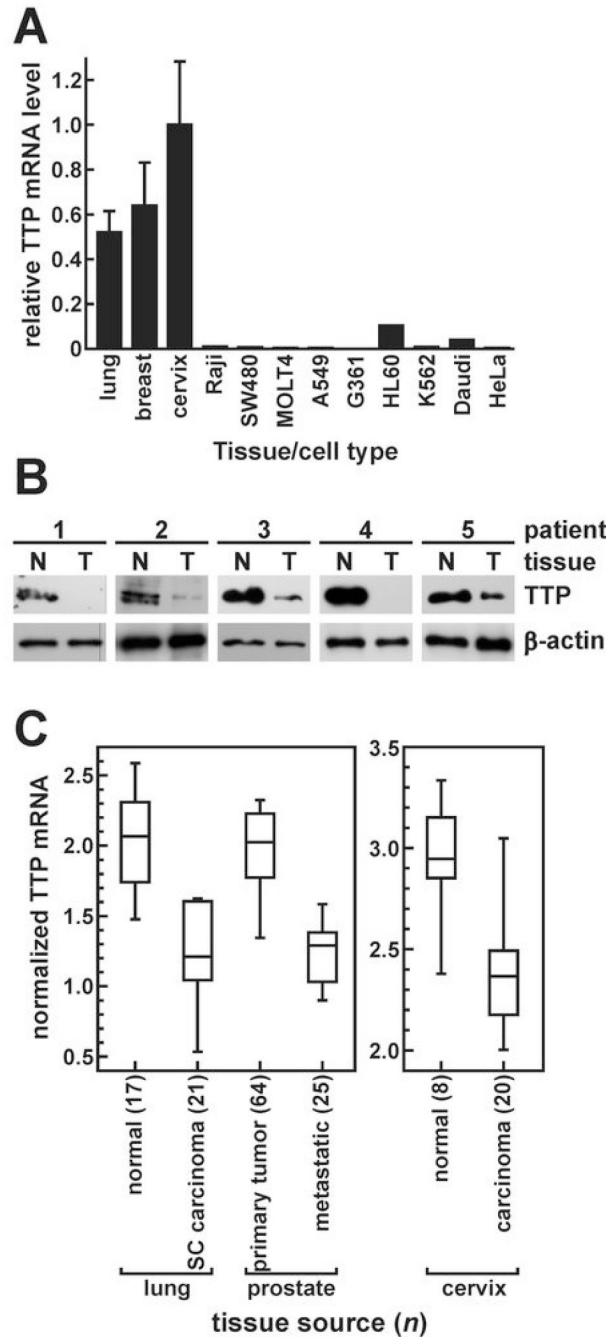 A
relative TTP mRNA level
1.2
1.0
0.8
0.6
0.4
0.2
0
lung
breast
cervix
Raji
SW480
MOLT4
A549
G361
HL60
K562
Daudi
HeLa
Tissue/cell type
B
1 2 3 4 5 patient
N T N T N T N T N T tissue
TTP
β-actin
C
normalized TTP mRNA
2.5
2.0
1.5
1.0
0.5
3.5
3.0
2.5
2.0
normal (17)
SC carcinoma (21)
primary tumor (64)
metastatic (25)
normal (8)
carcinoma (20)
lung prostate cervix
tissue source (n)